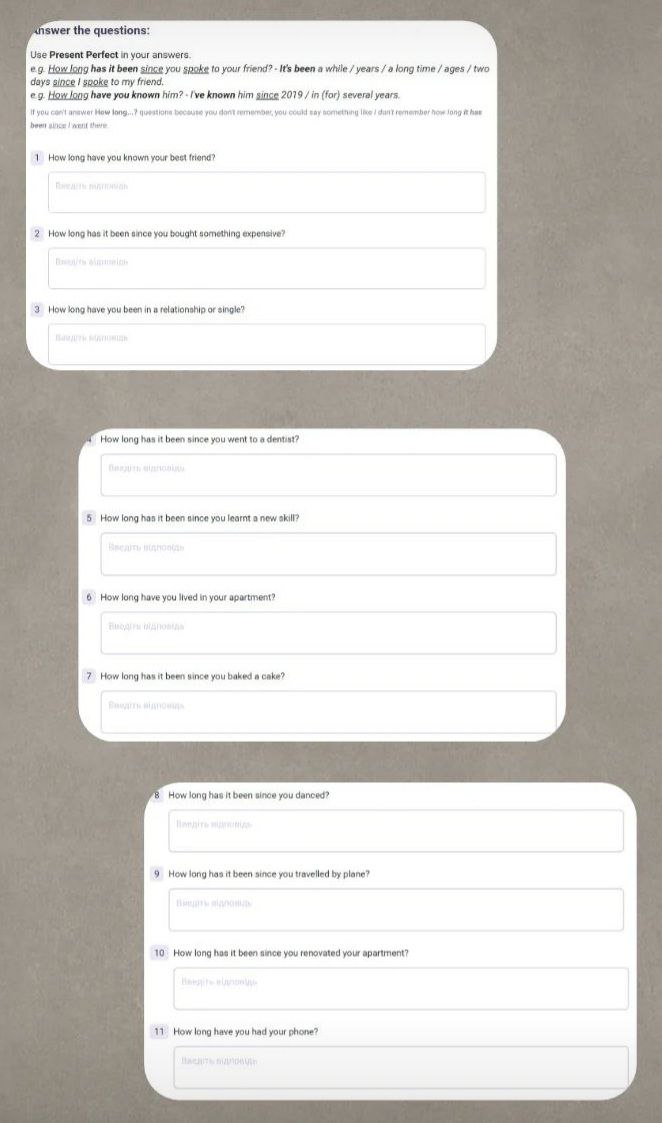 Answer the questions:
Use Present Perfect in your answers.
e.g. How long has it been since you spoke to your friend? - It's been a while / years / a long time / ages / two
days since I spoke to my friend.
e.g. How long have you known him? - I've known him since 2019 / in (for) several years.
If you can't answer How long...? questions because you don't remember, you could say something like I don't remember how long it has
been since I went there.
1 How long have you known your best friend?
Введіть відповідь
2 How long has it been since you bought something expensive?
Введіть відповідь
3 How long have you been in a relationship or single?
Введіть відповідь
4 How long has it been since you went to a dentist?
Введіть відповідь
5 How long has it been since you learnt a new skill?
Введіть відповідь
6 How long have you lived in your apartment?
Введіть відповідь
7 How long has it been since you baked a cake?
Введіть відповідь
8 How long has it been since you danced?
Введіть відповідь
9 How long has it been since you travelled by plane?
Введіть відповідь
10 How long has it been since you renovated your apartment?
Введіть відповідь
11 How long have you had your phone?
Введіть відповідь